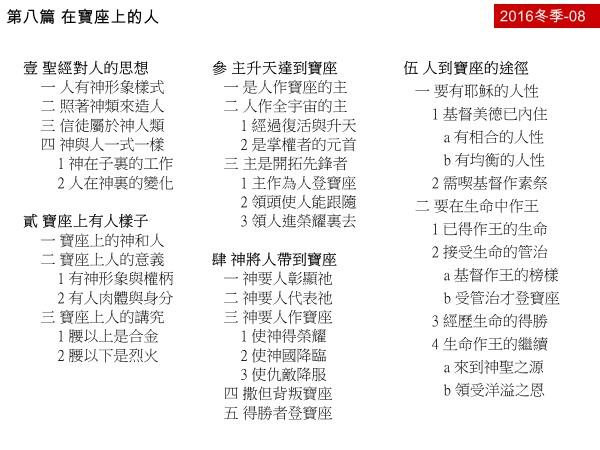 第八篇 在寶座上的人
2016冬季-08
壹 聖經對人的思想
一 人有神形象樣式
二 照著神類來造人
三 信徒屬於神人類
四 神與人一式一樣
1 神在子裏的工作
2 人在神裏的變化
貳 寶座上有人樣子
一 寶座上的神和人
二 寶座上人的意義
1 有神形象與權柄
2 有人肉體與身分
三 寶座上人的講究
1 腰以上是合金
2 腰以下是烈火
參 主升天達到寶座
一 是人作寶座的主
二 人作全宇宙的主
1 經過復活與升天
2 是掌權者的元首
三 主是開拓先鋒者
1 主作為人登寶座
2 領頭使人能跟隨
3 領人進榮耀裏去
肆 神將人帶到寶座
一 神要人彰顯祂
二 神要人代表祂
三 神要人作寶座
1 使神得榮耀
2 使神國降臨
3 使仇敵降服
四 撒但背叛寶座
五 得勝者登寶座
伍 人到寶座的途徑
一 要有耶穌的人性
1 基督美德已內住
a 有相合的人性
b 有均衡的人性
2 需喫基督作素祭
二 要在生命中作王
1 已得作王的生命
2 接受生命的管治
a 基督作王的榜樣
b 受管治才登寶座
3 經歷生命的得勝
4 生命作王的繼續
a 來到神聖之源
b 領受洋溢之恩